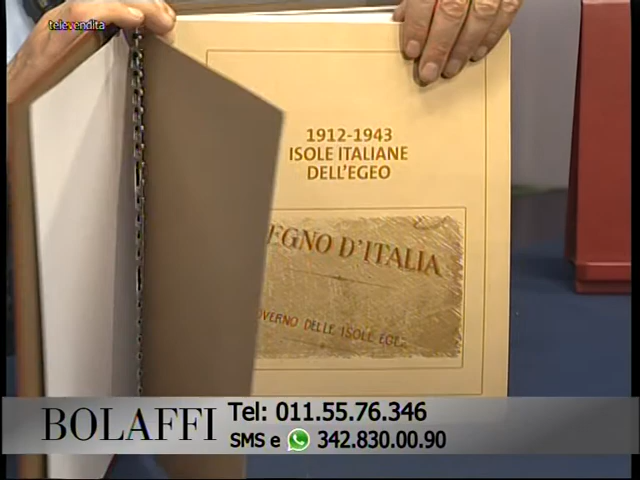 televendita
1912-1943
ISOLE ITALIANE
DELL'EGEO
EGNO D'ITALIA
VERNO DELLE ISOLE EGE
BOLAFFI
Tel: 011.55.76.346
SMS e 342.830.00.90